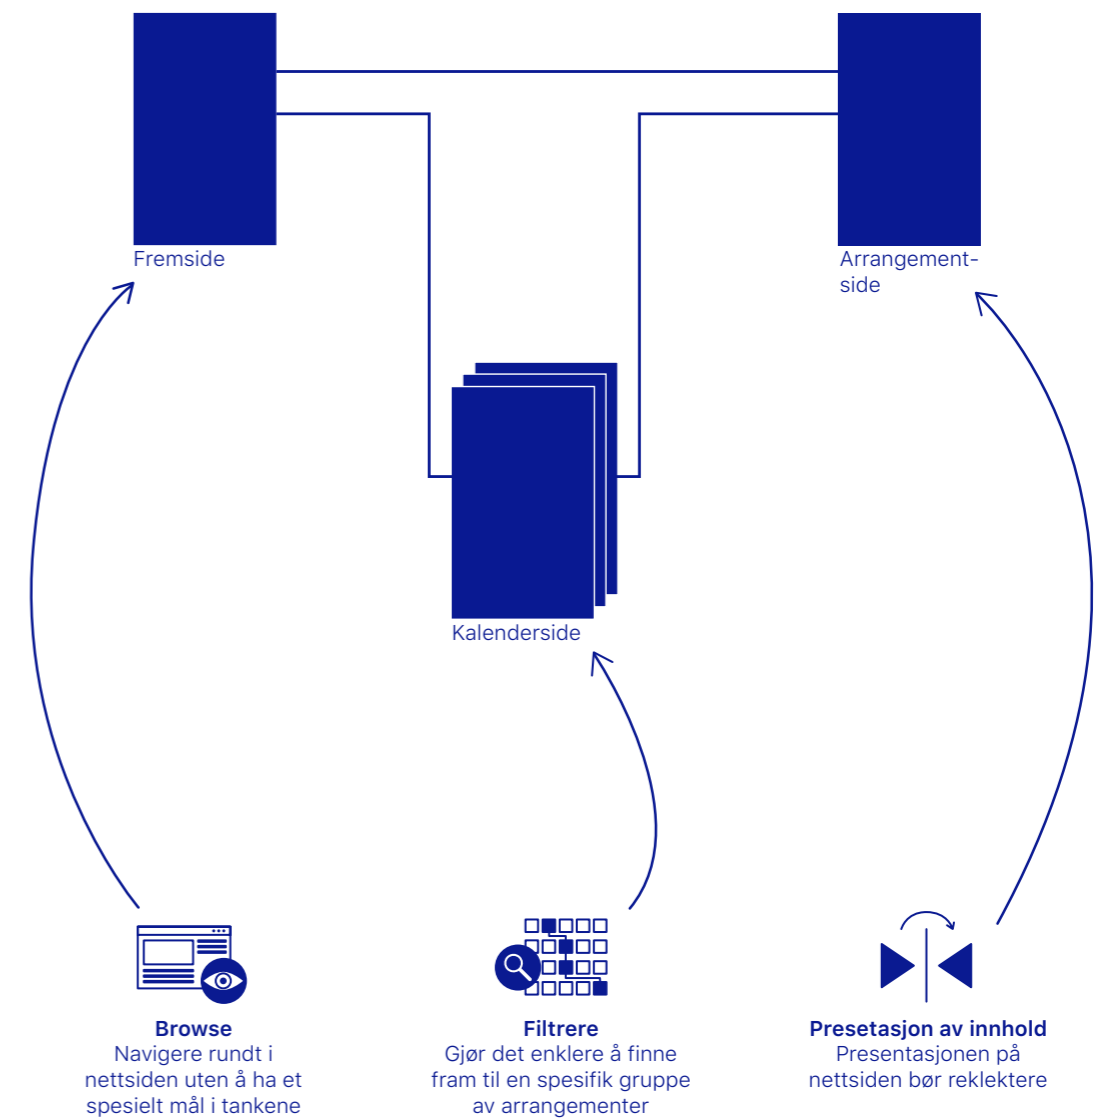 Fremside
Arrangement-
side
Kalenderside
Browse
Navigere rundt i
nettsiden uten å ha et
spesielt mål i tankene
Filtrere
Gjør det enklere å finne
fram til en spesifik gruppe
av arrangementer
Presetasjon av innhold
Presentasjonen på
nettsiden bør reklektere